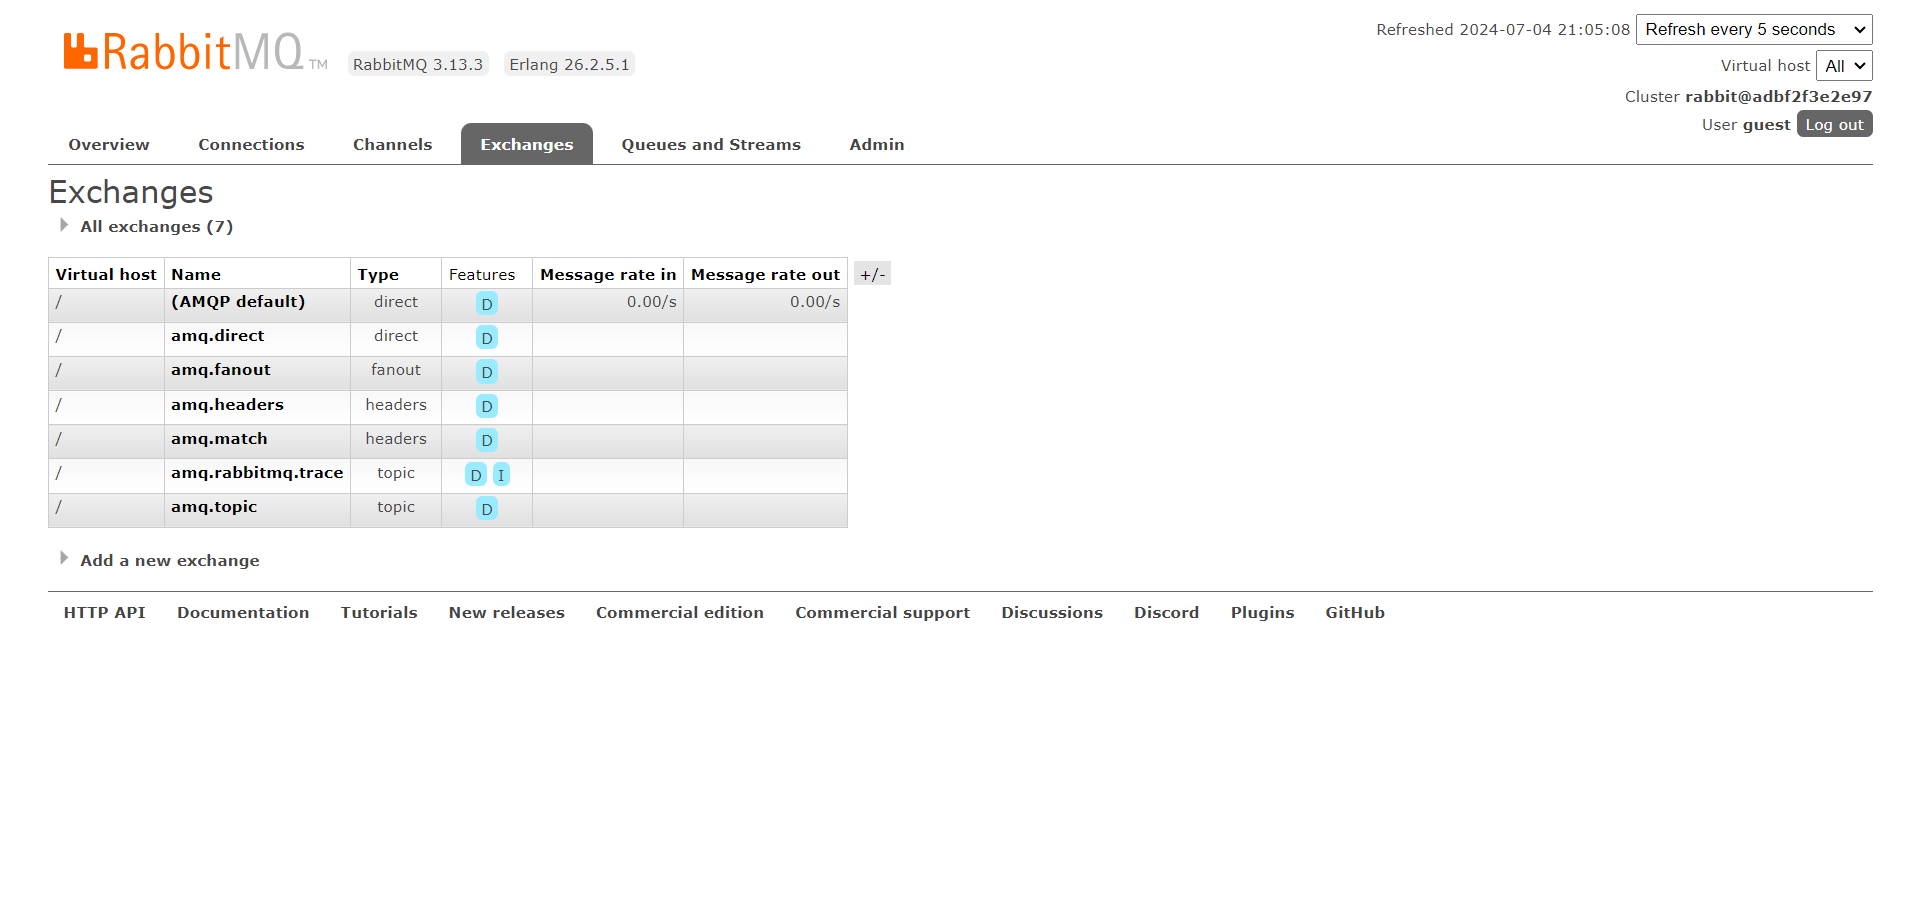 RabbitMQ TM RabbitMQ 3.13.3 Erlang 26.2.5.1
Refreshed 2024-07-04 21:05:08 Refresh every 5 seconds
Virtual host All
Cluster rabbit@adbf2f3e2e97
User guest Log out
Overview Connections Channels Exchanges Queues and Streams Admin
Exchanges
All exchanges (7)
Virtual host Name Type Features Message rate in Message rate out +/-
/ (AMQP default) direct D 0.00/s 0.00/s
/ amq.direct direct D
/ amq.fanout fanout D
/ amq.headers headers D
/ amq.match headers D
/ amq.rabbitmq.trace topic D I
/ amq.topic topic D
Add a new exchange
HTTP API Documentation Tutorials New releases Commercial edition Commercial support Discussions Discord Plugins GitHub